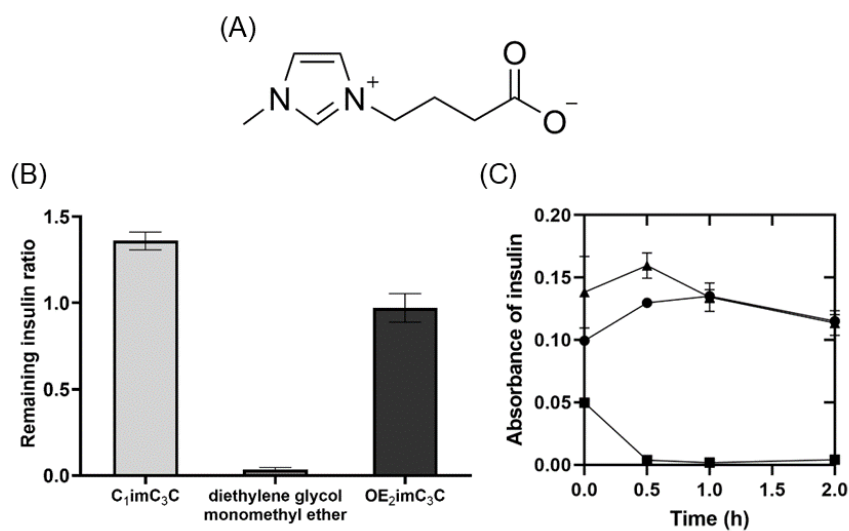 (A)
O
N
+
N
O
−
(B)
Remaining insulin ratio
1.5
1.0
0.5
0.0
C₁imC₃C
diethylene glycol
monomethyl ether
OE₂imC₃C
(C)
Absorbance of insulin
0.20
0.15
0.10
0.05
0.00
0.0 0.5 1.0 2.0
Time (h)